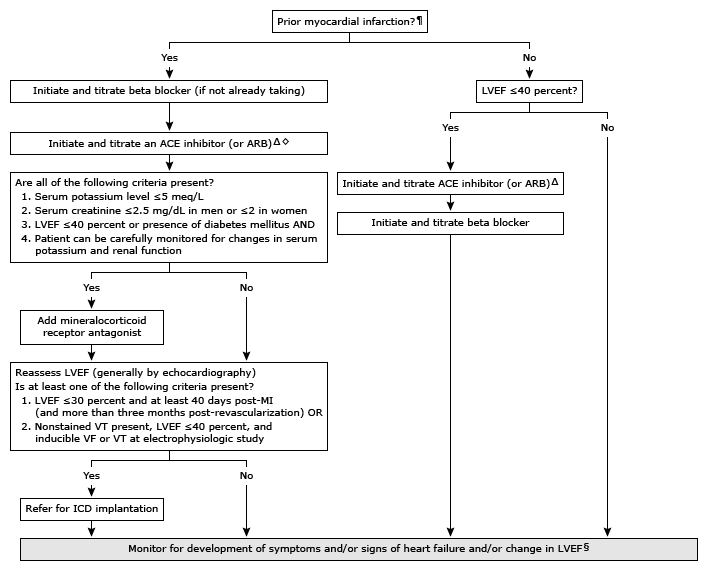 Prior myocardial infarction?¶
Yes
No
Initiate and titrate beta blocker (if not already taking)
LVEF ≤40 percent?
Initiate and titrate an ACE inhibitor (or ARB)Δ◇
Yes
No
Are all of the following criteria present?
1. Serum potassium level ≤5 meq/L
2. Serum creatinine ≤2.5 mg/dL in men or ≤2 in women
3. LVEF ≤40 percent or presence of diabetes mellitus AND
4. Patient can be carefully monitored for changes in serum
potassium and renal function
Initiate and titrate ACE inhibitor (or ARB)Δ
Initiate and titrate beta blocker
Yes
No
Add mineralocorticoid
receptor antagonist
Reassess LVEF (generally by echocardiography)
Is at least one of the following criteria present?
1. LVEF ≤30 percent and at least 40 days post-MI
(and more than three months post-revascularization) OR
2. Nonstained VT present, LVEF ≤40 percent, and
inducible VF or VT at electrophysiologic study
Yes
No
Refer for ICD implantation
Monitor for development of symptoms and/or signs of heart failure and/or change in LVEF§